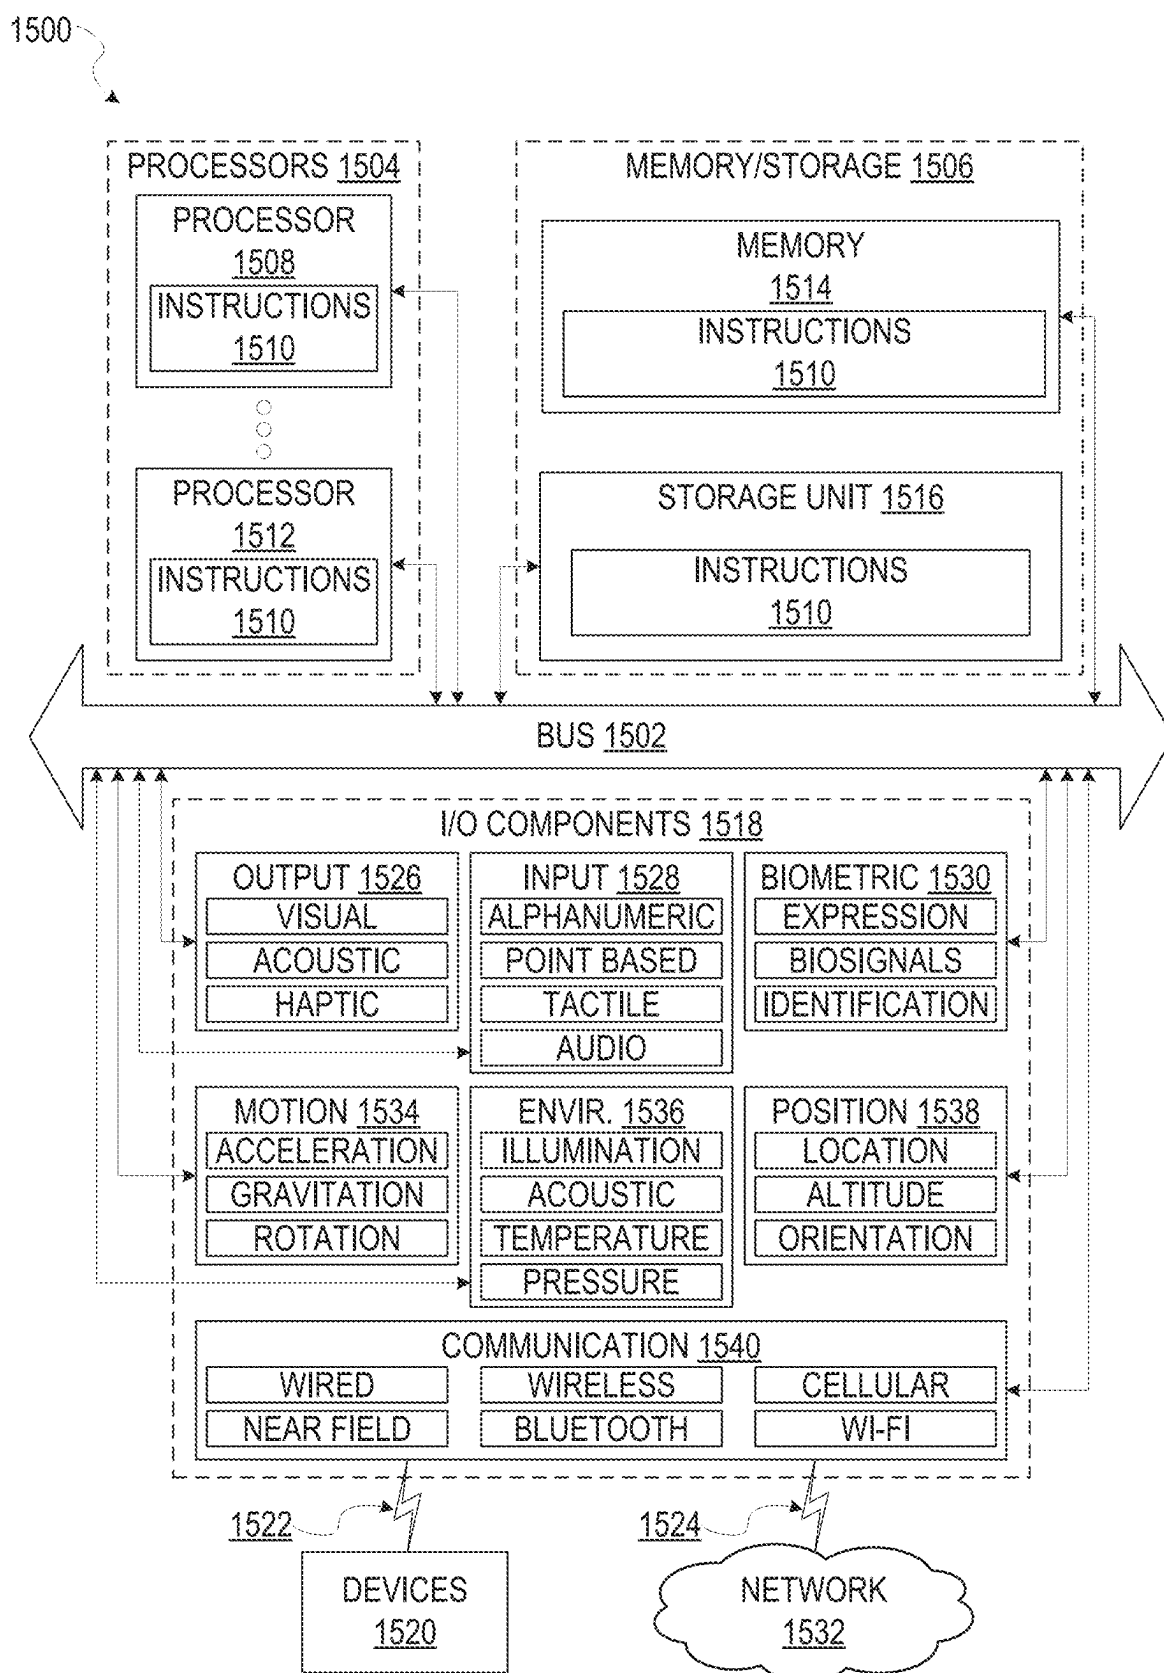 1500
PROCESSORS 1504
PROCESSOR
1508
INSTRUCTIONS
1510
PROCESSOR
1512
INSTRUCTIONS
1510
MEMORY/STORAGE 1506
MEMORY
1514
INSTRUCTIONS
1510
STORAGE UNIT 1516
INSTRUCTIONS
1510
BUS 1502
I/O COMPONENTS 1518
OUTPUT 1526
VISUAL
ACOUSTIC
HAPTIC
INPUT 1528
ALPHANUMERIC
POINT BASED
TACTILE
AUDIO
BIOMETRIC 1530
EXPRESSION
BIOSIGNALS
IDENTIFICATION
MOTION 1534
ACCELERATION
GRAVITATION
ROTATION
ENVIR. 1536
ILLUMINATION
ACOUSTIC
TEMPERATURE
PRESSURE
POSITION 1538
LOCATION
ALTITUDE
ORIENTATION
COMMUNICATION 1540
WIRED
WIRELESS
CELLULAR
NEAR FIELD
BLUETOOTH
WI-FI
1522
1524
DEVICES
1520
NETWORK
1532